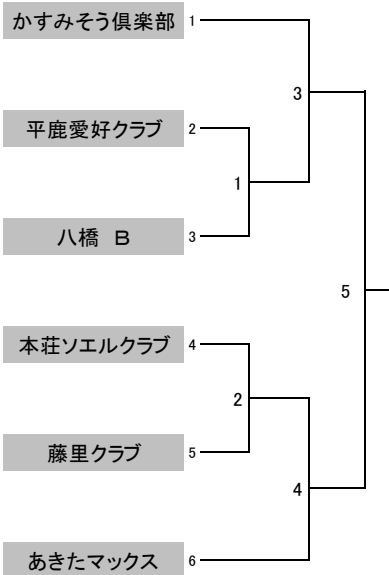 かすみそう倶楽部 1
3
平鹿愛好クラブ 2
1
八橋 B 3
5
本荘ソエルクラブ 4
2
藤里クラブ 5
4
あきたマックス 6